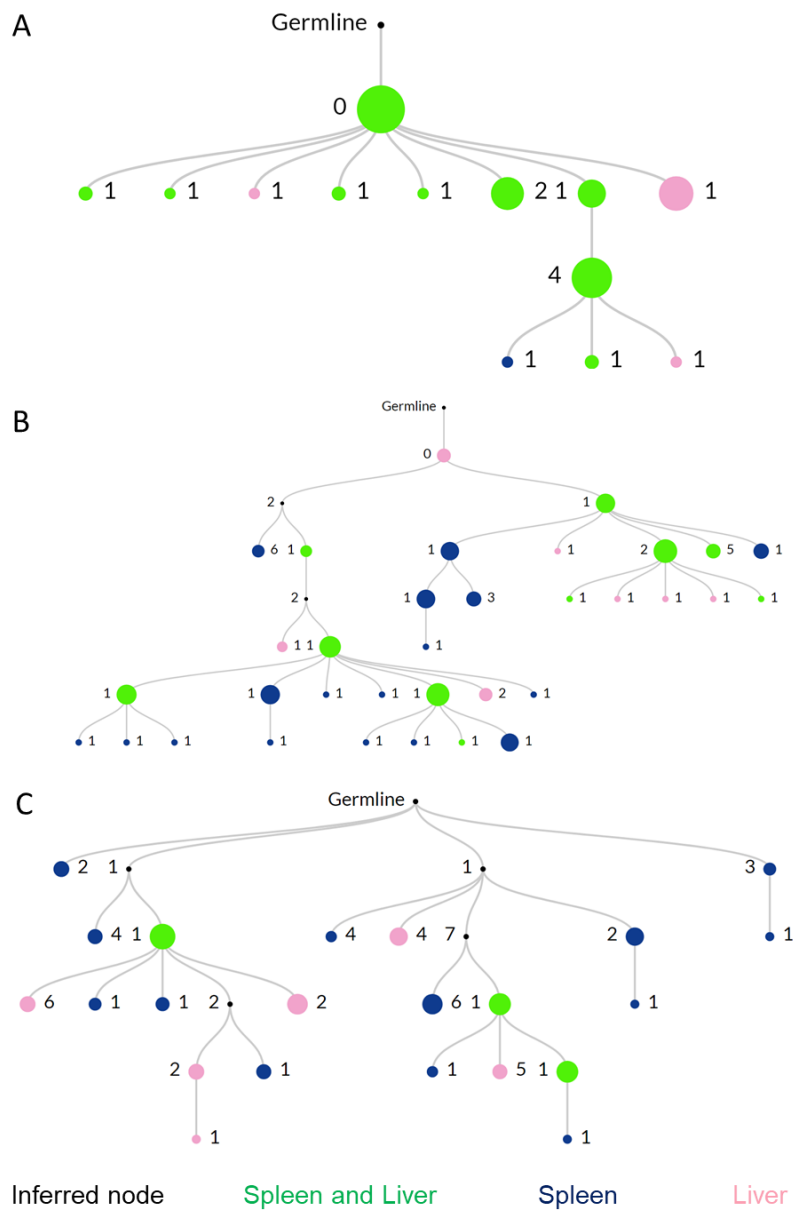 A
Germline
0
1 1 1 1 1 2 1 1
4
1 1 1
B
Germline
0
2 1
6 1 1 1 2 5 1
2 1 3 1 1 1 1 1
1 1 1
1 1 1 1 1 2 1
1 1 1 1 1 1 1 1
C
Germline
2 1 1 3
4 1 4 4 7 2 1
6 1 1 2 2 6 1 1
2 1 1 5 1
1 1
Inferred node Spleen and Liver Spleen Liver